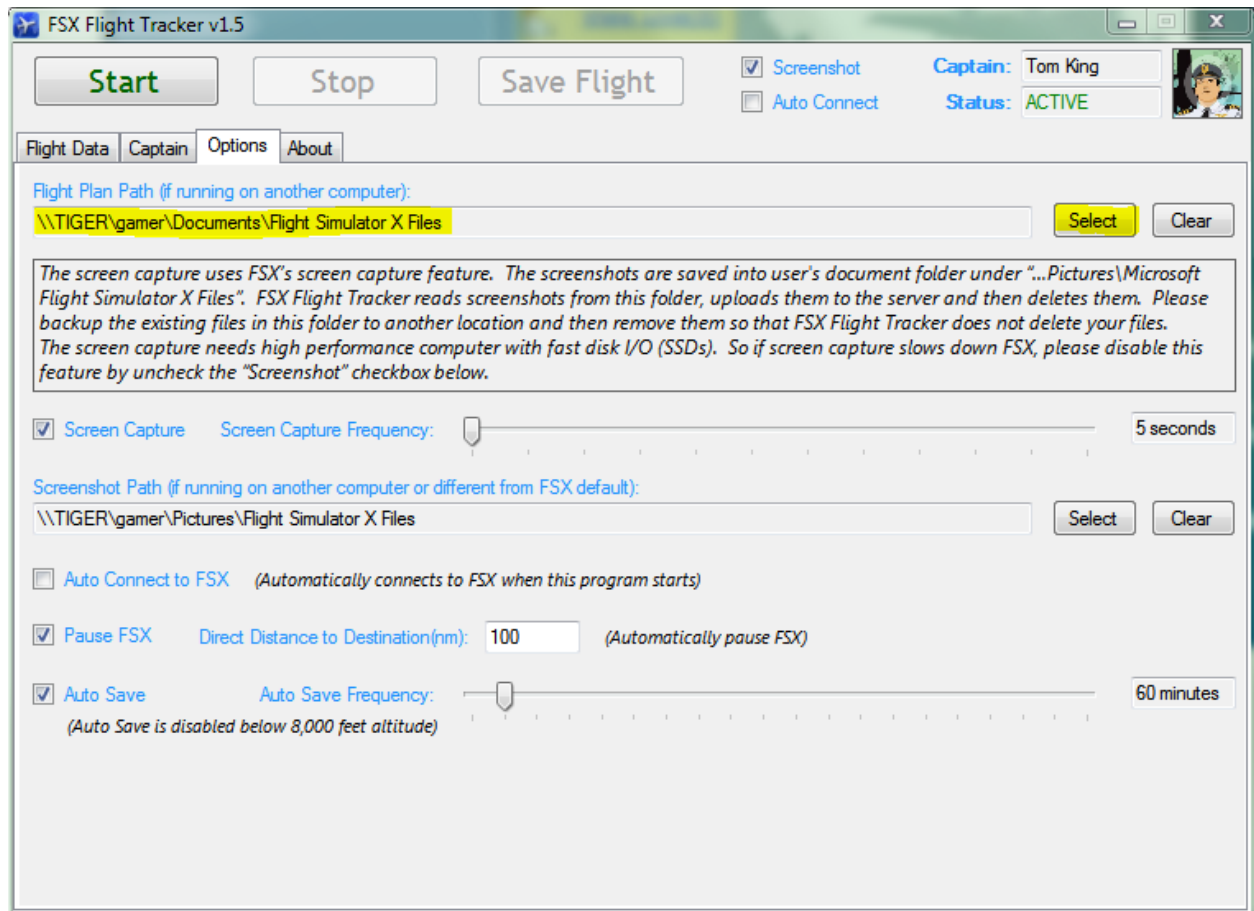 FSX Flight Tracker v1.5
Start Stop Save Flight
Screenshot Captain: Tom King
Auto Connect Status: ACTIVE
Flight Data Captain Options About
Flight Plan Path (if running on another computer):
\\TIGER\gamer\Documents\Flight Simulator X Files Select Clear
The screen capture uses FSX's screen capture feature. The screenshots are saved into user's document folder under "...Pictures\Microsoft
Flight Simulator X Files". FSX Flight Tracker reads screenshots from this folder, uploads them to the server and then deletes them. Please
backup the existing files in this folder to another location and then remove them so that FSX Flight Tracker does not delete your files.
The screen capture needs high performance computer with fast disk I/O (SSDs). So if screen capture slows down FSX, please disable this
feature by uncheck the "Screenshot" checkbox below.
Screen Capture Screen Capture Frequency: 5 seconds
Screenshot Path (if running on another computer or different from FSX default):
\\TIGER\gamer\Pictures\Flight Simulator X Files Select Clear
Auto Connect to FSX (Automatically connects to FSX when this program starts)
Pause FSX Direct Distance to Destination(nm): 100 (Automatically pause FSX)
Auto Save Auto Save Frequency: 60 minutes
(Auto Save is disabled below 8,000 feet altitude)